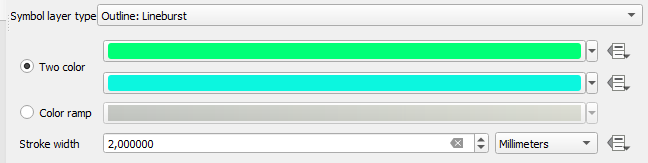 Symbol layer type Outline: Lineburst
Two color
Color ramp
Stroke width 2,000000 Millimeters